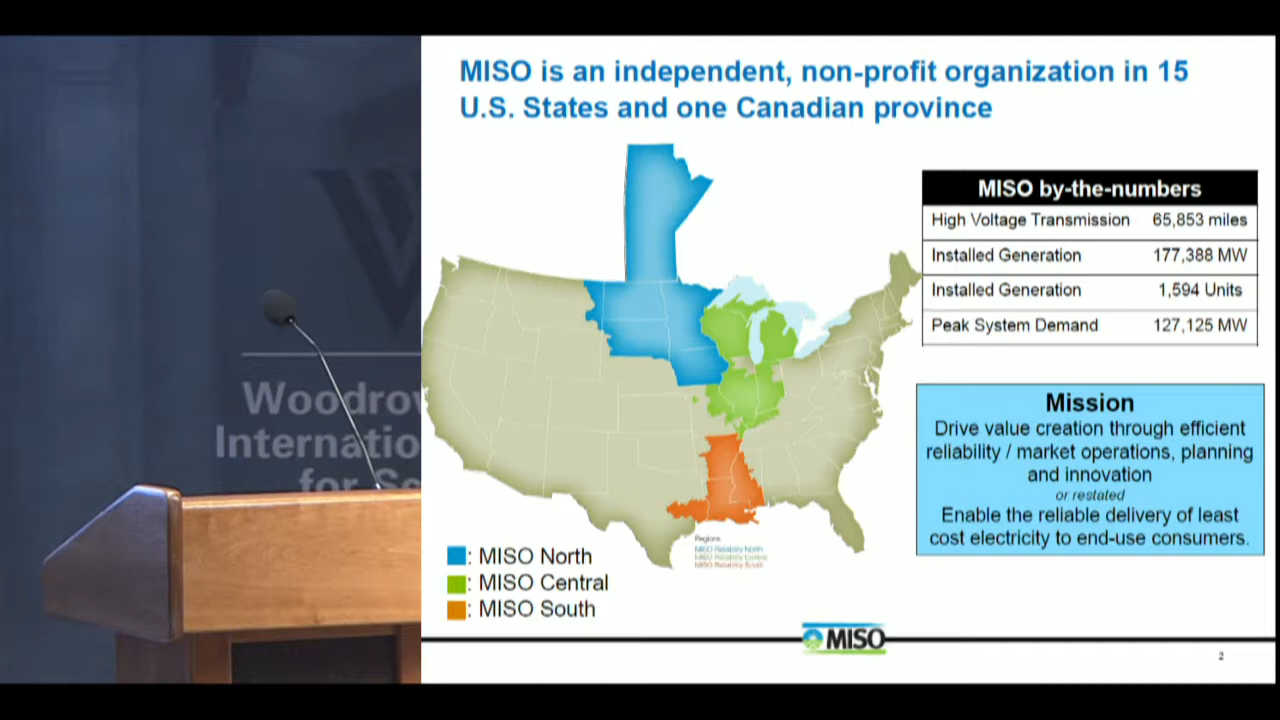 MISO is an independent, non-profit organization in 15
U.S. States and one Canadian province
MISO by-the-numbers
High Voltage Transmission 65,853 miles
Installed Generation 177,388 MW
Installed Generation 1,594 Units
Peak System Demand 127,125 MW
Mission
Drive value creation through efficient
reliability / market operations, planning
and innovation
or restated
Enable the reliable delivery of least
cost electricity to end-use consumers.
Regions
MISO Reliability North
MISO Reliability Central
MISO Reliability South
: MISO North
: MISO Central
: MISO South
MISO
2
W
Woodrow
Internatio
for Sc